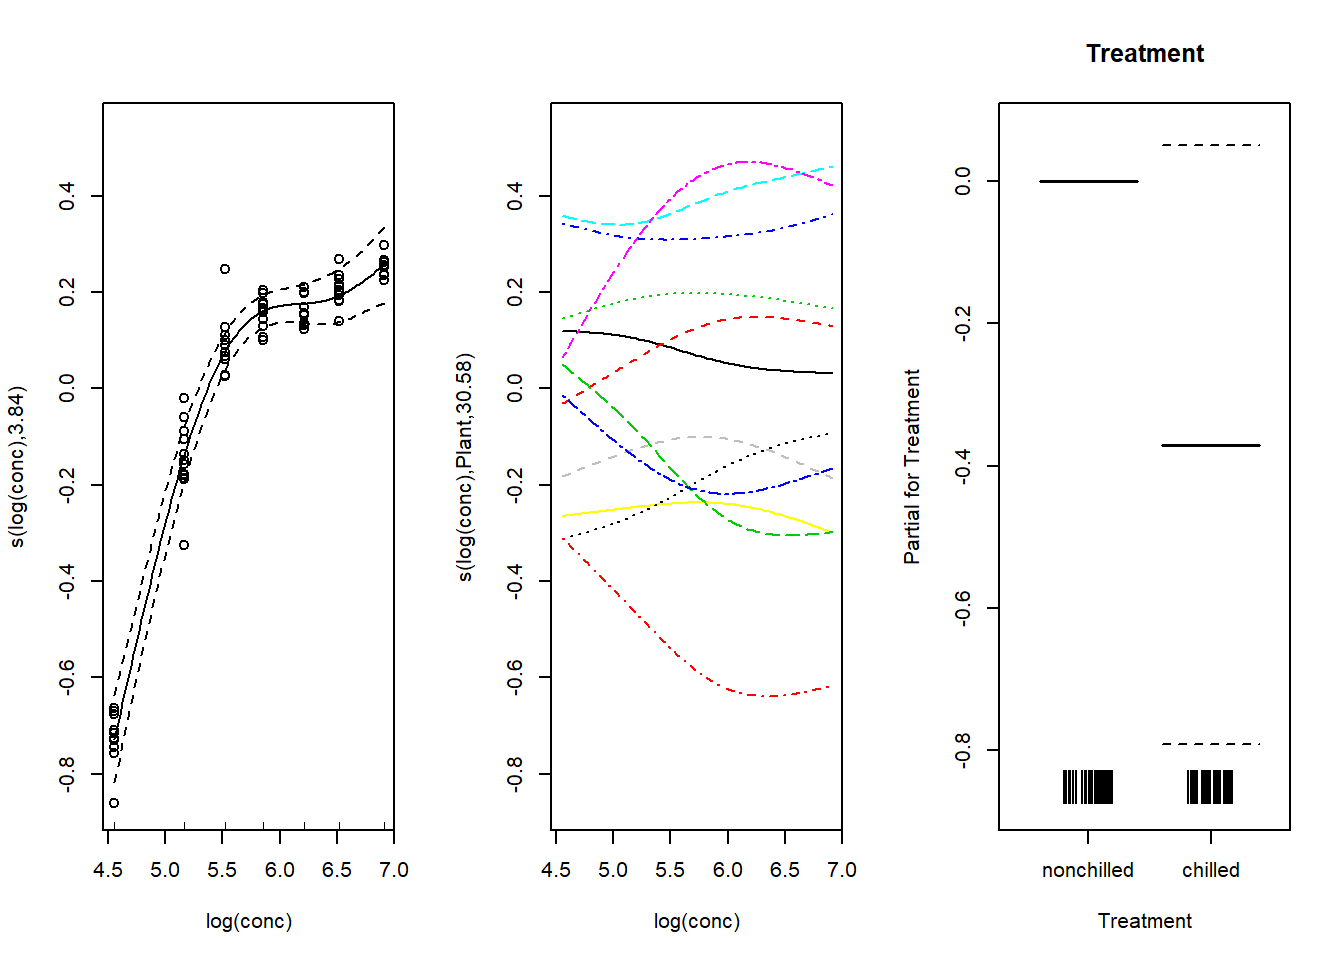 s(log(conc),3.84)
0.4
0.2
0.0
-0.2
-0.4
-0.6
-0.8
4.5 5.0 5.5 6.0 6.5 7.0
log(conc)
s(log(conc),Plant,30.58)
0.4
0.2
0.0
-0.2
-0.4
-0.6
-0.8
4.5 5.0 5.5 6.0 6.5 7.0
log(conc)
Treatment
Partial for Treatment
0.0
-0.2
-0.4
-0.6
-0.8
nonchilled chilled
Treatment